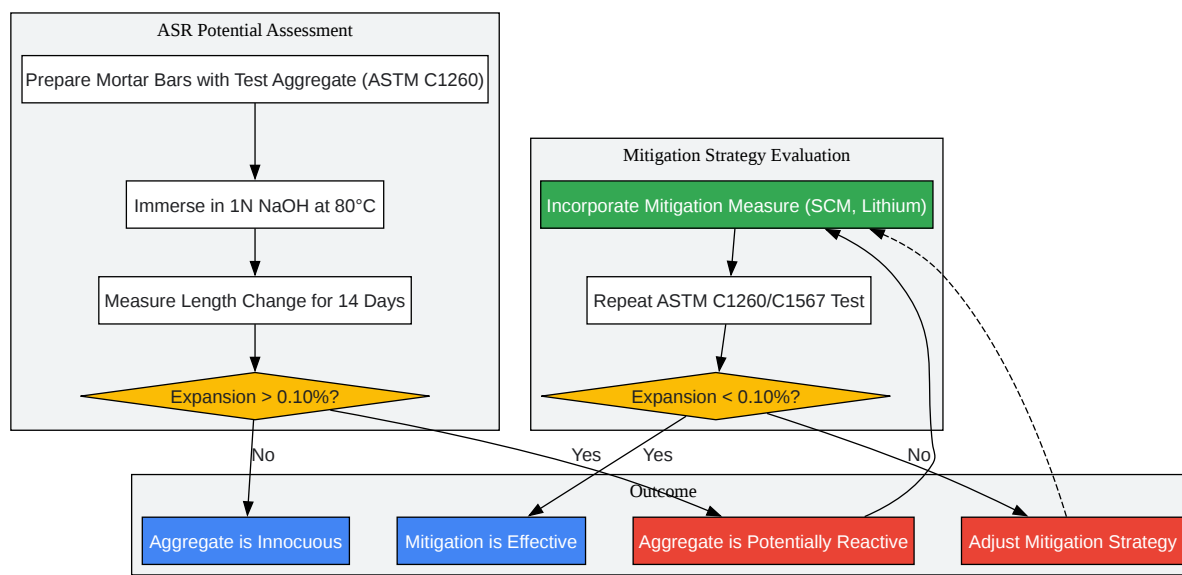 ASR Potential Assessment
Prepare Mortar Bars with Test Aggregate (ASTM C1260)
Immerse in 1N NaOH at 80°C
Measure Length Change for 14 Days
Expansion > 0.10%?
Mitigation Strategy Evaluation
Incorporate Mitigation Measure (SCM, Lithium)
Repeat ASTM C1260/C1567 Test
Expansion < 0.10%?
No
Yes
Yes
No
Outcome
Aggregate is Innocuous
Mitigation is Effective
Aggregate is Potentially Reactive
Adjust Mitigation Strategy